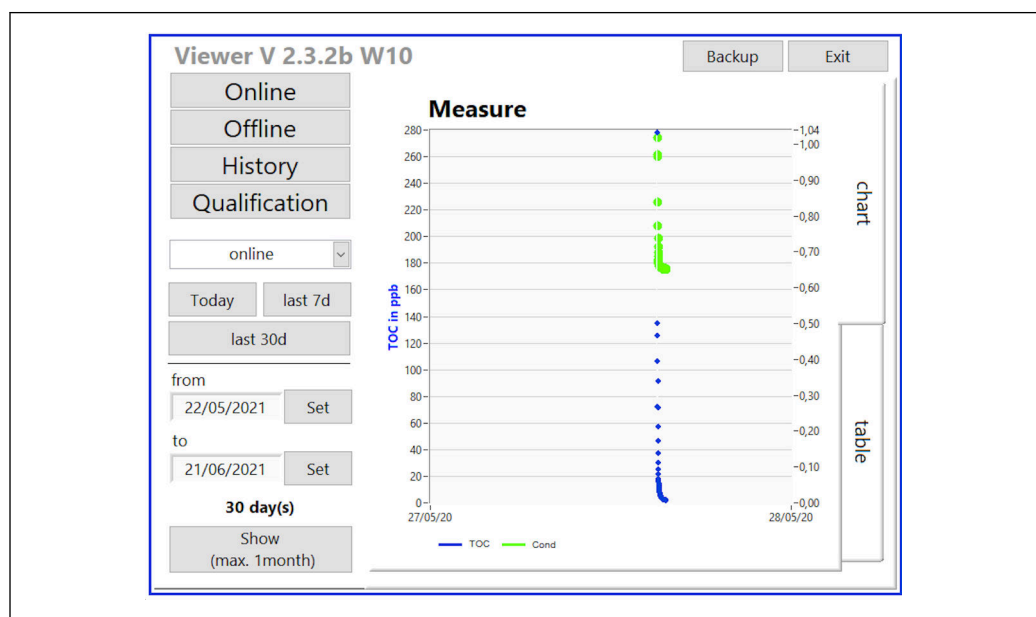 Viewer V 2.3.2b W10
Backup
Exit
Online
Offline
History
Qualification
online
Today
last 7d
last 30d
from
22/05/2021
Set
to
21/06/2021
Set
30 day(s)
Show
(max. 1month)
Measure
TOC in ppb
280
260
240
220
200
180
160
140
120
100
80
60
40
20
0
1,04
1,00
0,90
0,80
0,70
0,60
0,50
0,40
0,30
0,20
0,10
0,00
27/05/20
28/05/20
TOC
Cond
chart
table